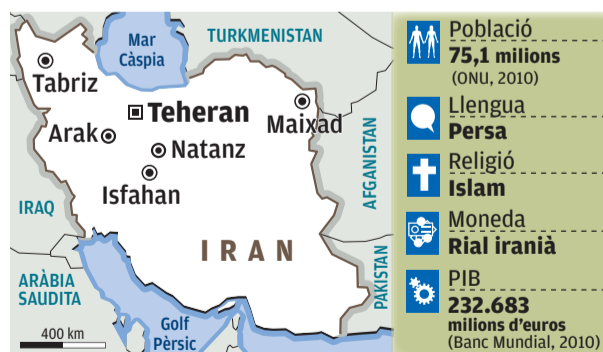 Mar
Càspia
TURKMENISTAN
Tabriz
Teheran
Maixad
Arak
Natanz
Isfahan
AFGANISTAN
IRAQ
IRAN
PAKISTAN
ARÀBIA
SAUDITA
Golf
Pèrsic
400 km
Població
75,1 milions
(ONU, 2010)
Llengua
Persa
Religió
Islam
Moneda
Rial iranià
PIB
232.683
milions d'euros
(Banc Mundial, 2010)